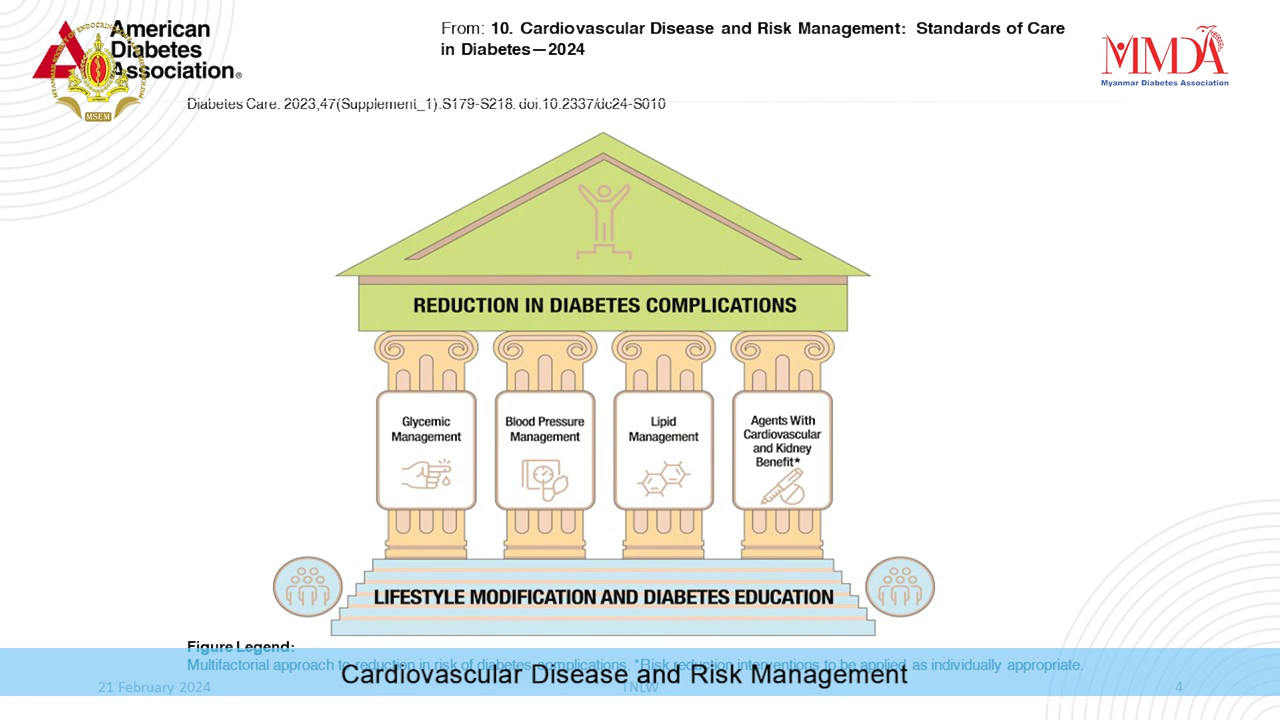 American
Diabetes
Association®
MSEM
From: 10. Cardiovascular Disease and Risk Management: Standards of Care
in Diabetes—2024
MMDA
Myanmar Diabetes Association
Diabetes Care. 2023;47(Supplement_1):S179-S218. doi:10.2337/dc24-S010
REDUCTION IN DIABETES COMPLICATIONS
Glycemic
Management
Blood Pressure
Management
Lipid
Management
Agents With
Cardiovascular
and Kidney
Benefit*
LIFESTYLE MODIFICATION AND DIABETES EDUCATION
Figure Legend:
Multifactorial approach to reduction in risk of diabetes complications. *Risk reduction interventions to be applied as individually appropriate.
Cardiovascular Disease and Risk Management
21 February 2024
TNLW
4